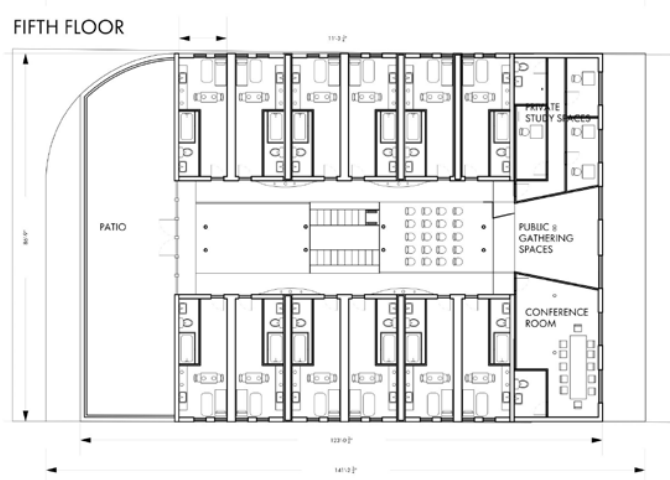 FIFTH FLOOR
PRIVATE
STUDY SPACES
PATIO
PUBLIC
GATHERING
SPACES
CONFERENCE
ROOM